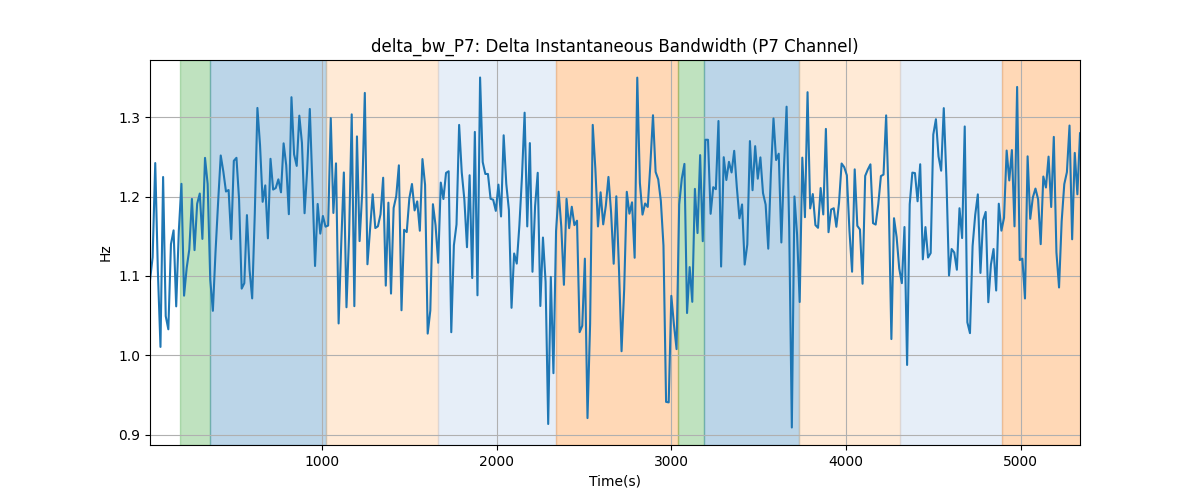 delta_bw_P7: Delta Instantaneous Bandwidth (P7 Channel)
1.3
1.2
1.1
1.0
0.9
Hz
1000 2000 3000 4000 5000
Time(s)